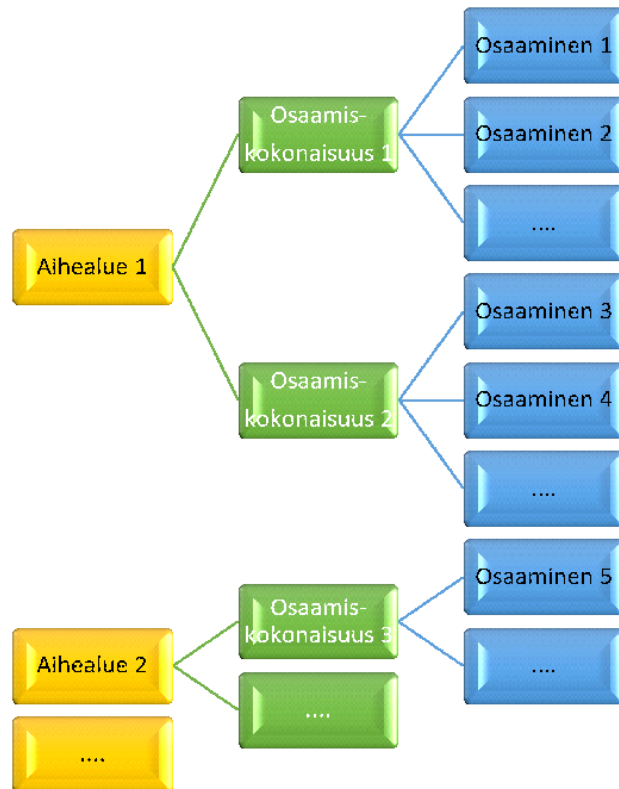 Aihealue 1
Osaamis-
kokonaisuus 1
Osaaminen 1
Osaaminen 2
....
Osaamis-
kokonaisuus 2
Osaaminen 3
Osaaminen 4
....
Aihealue 2
Osaamis-
kokonaisuus 3
Osaaminen 5
....
....
....